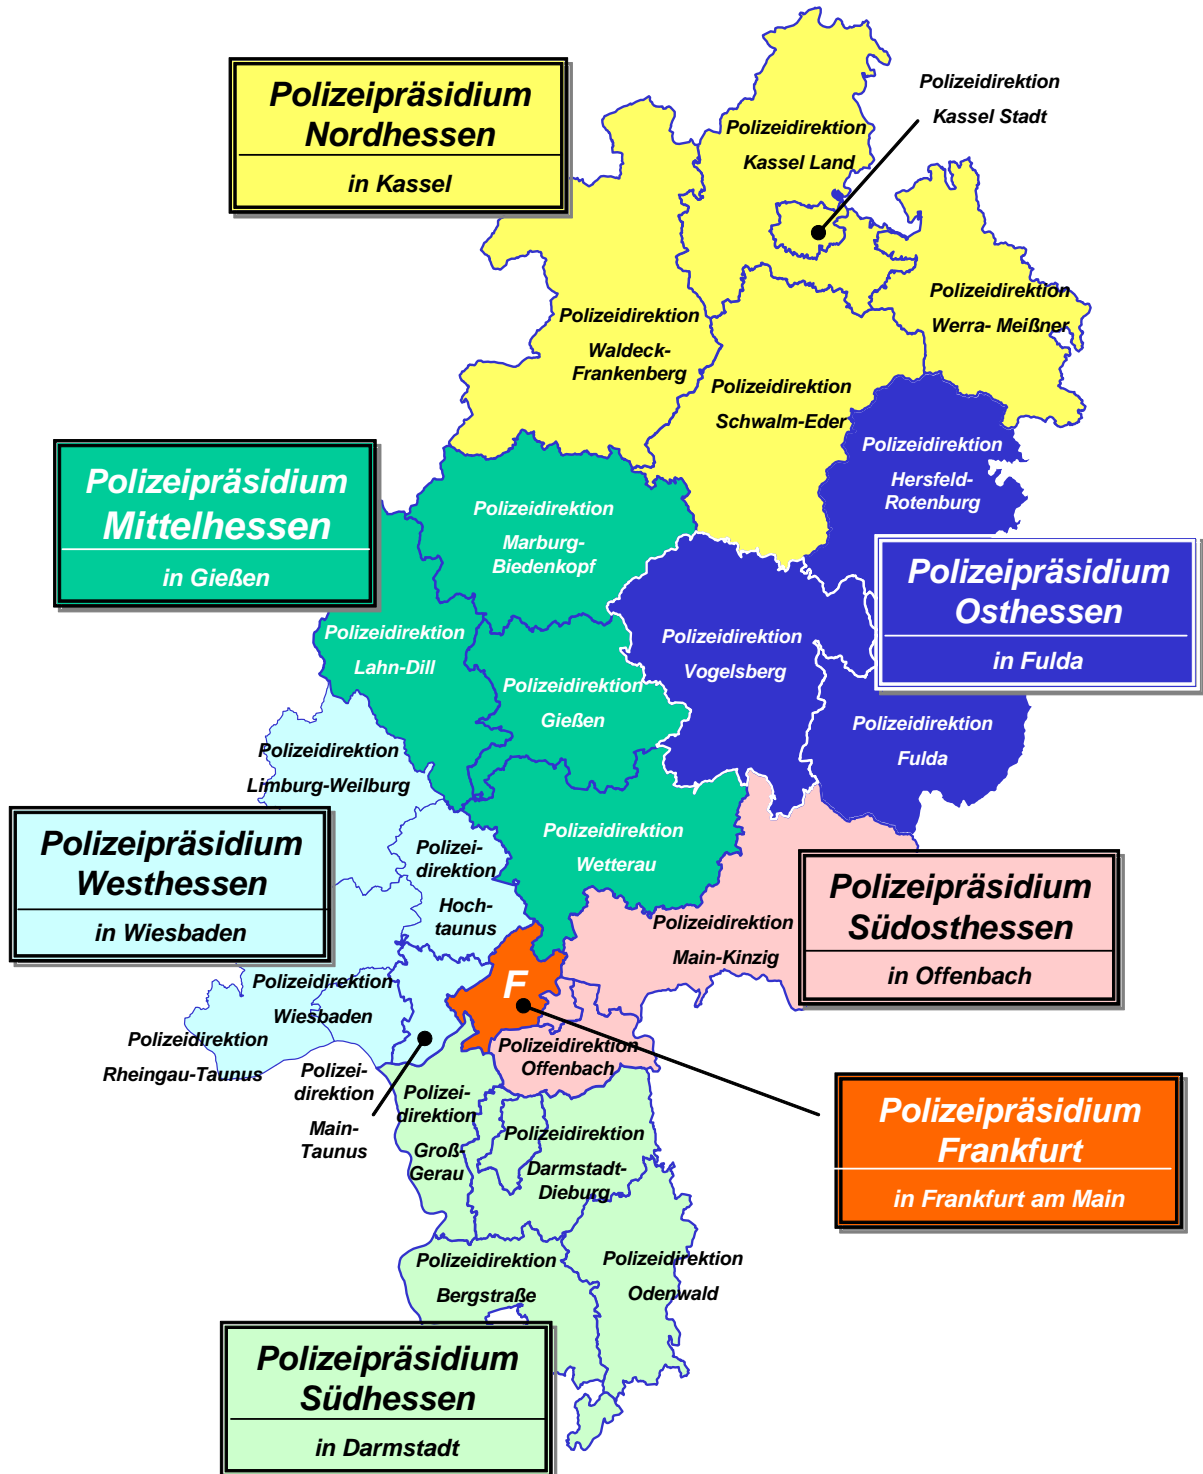 Polizeipräsidium
Nordhessen
in Kassel
Polizeidirektion
Kassel Stadt
Polizeidirektion
Kassel Land
Polizeidirektion
Werra- Meißner
Polizeidirektion
Waldeck-
Frankenberg
Polizeidirektion
Schwalm-Eder
Polizeidirektion
Hersfeld-
Rotenburg
Polizeipräsidium
Mittelhessen
in Gießen
Polizeidirektion
Marburg-
Biedenkopf
Polizeipräsidium
Osthessen
in Fulda
Polizeidirektion
Lahn-Dill
Polizeidirektion
Vogelsberg
Polizeidirektion
Gießen
Polizeidirektion
Fulda
Polizeidirektion
Limburg-Weilburg
Polizeipräsidium
Westhessen
in Wiesbaden
Polizei-
direktion
Hoch-
taunus
Polizeidirektion
Wetterau
Polizeipräsidium
Südosthessen
in Offenbach
Polizeidirektion
Main-Kinzig
F
Polizeidirektion
Wiesbaden
Polizeidirektion
Rheingau-Taunus
Polizei-
direktion
Main-
Taunus
Polizeidirektion
Offenbach
Polizei-
direktion
Groß-
Gerau
Polizeidirektion
Darmstadt-
Dieburg
Polizeipräsidium
Frankfurt
in Frankfurt am Main
Polizeidirektion
Bergstraße
Polizeidirektion
Odenwald
Polizeipräsidium
Südhessen
in Darmstadt